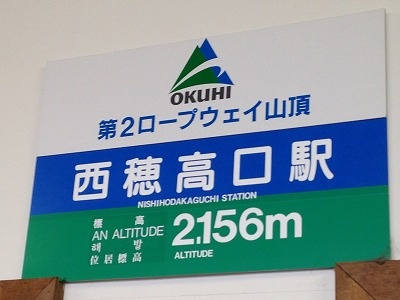 OKUHI
第2ロープウェイ山頂
西穂高口駅
NISHIHODAKAGUCHI STATION
標高
AN ALTITUDE
해발
位居標高
2,156m
ALTITUDE